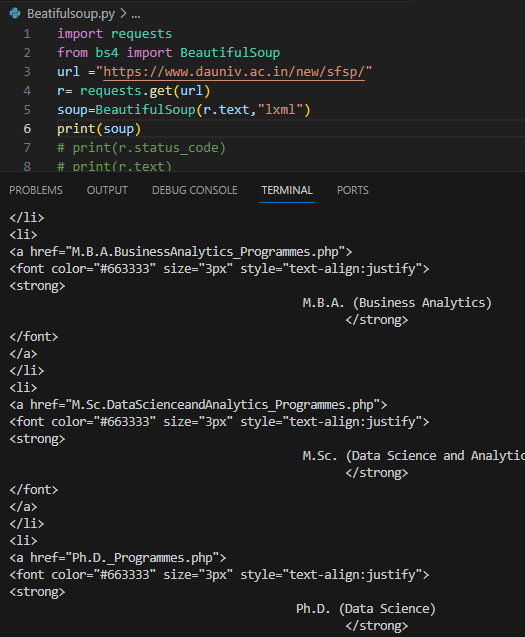 Beatifulsoup.py > ...
1 import requests
2 from bs4 import BeautifulSoup
3 url ="https://www.dauniv.ac.in/new/sfsp/"
4 r= requests.get(url)
5 soup=BeautifulSoup(r.text,"lxml")
6 print(soup)
7 # print(r.status_code)
8 # print(r.text)
PROBLEMS OUTPUT DEBUG CONSOLE TERMINAL PORTS
</li>
<li>
<a href="M.B.A.BusinessAnalytics_Programmes.php">
<font color="#663333" size="3px" style="text-align:justify">
<strong>
M.B.A. (Business Analytics)
</strong>
</font>
</a>
</li>
<li>
<a href="M.Sc.DataScienceandAnalytics_Programmes.php">
<font color="#663333" size="3px" style="text-align:justify">
<strong>
M.Sc. (Data Science and Analytic
</strong>
</font>
</a>
</li>
<li>
<a href="Ph.D._Programmes.php">
<font color="#663333" size="3px" style="text-align:justify">
<strong>
Ph.D. (Data Science)
</strong>